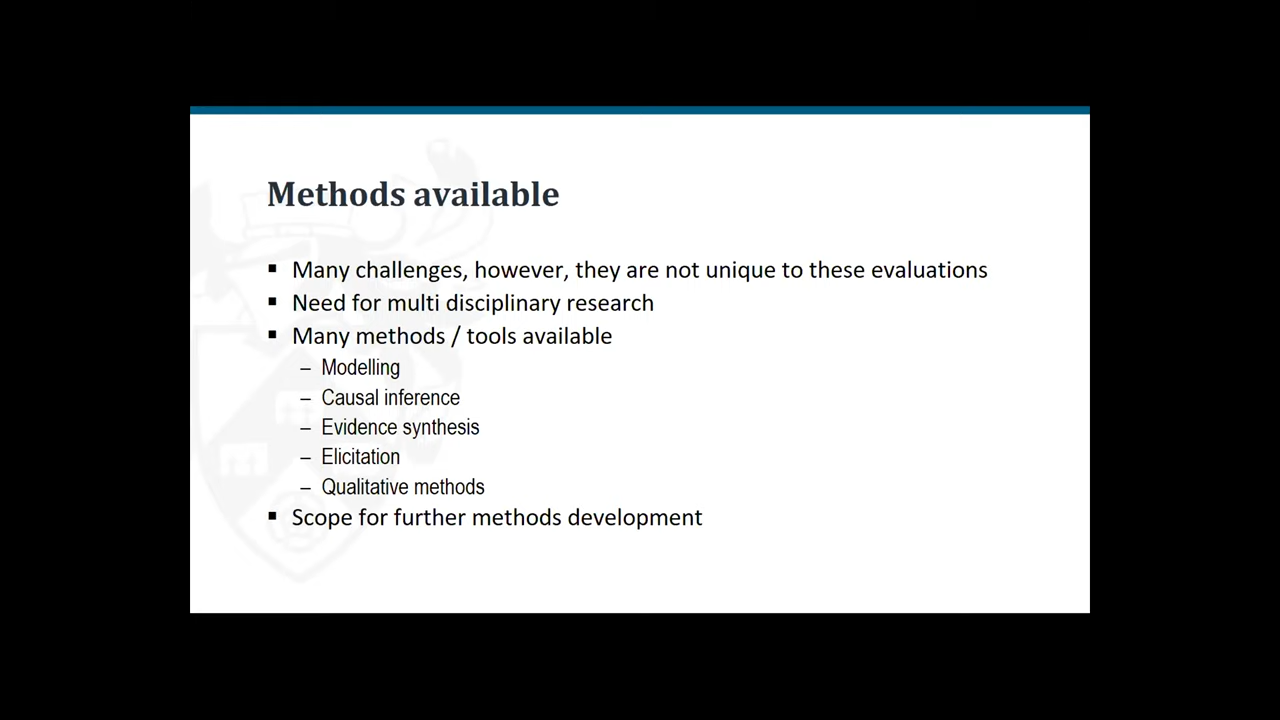 Methods available
▪ Many challenges, however, they are not unique to these evaluations
▪ Need for multi disciplinary research
▪ Many methods / tools available
– Modelling
– Causal inference
– Evidence synthesis
– Elicitation
– Qualitative methods
▪ Scope for further methods development